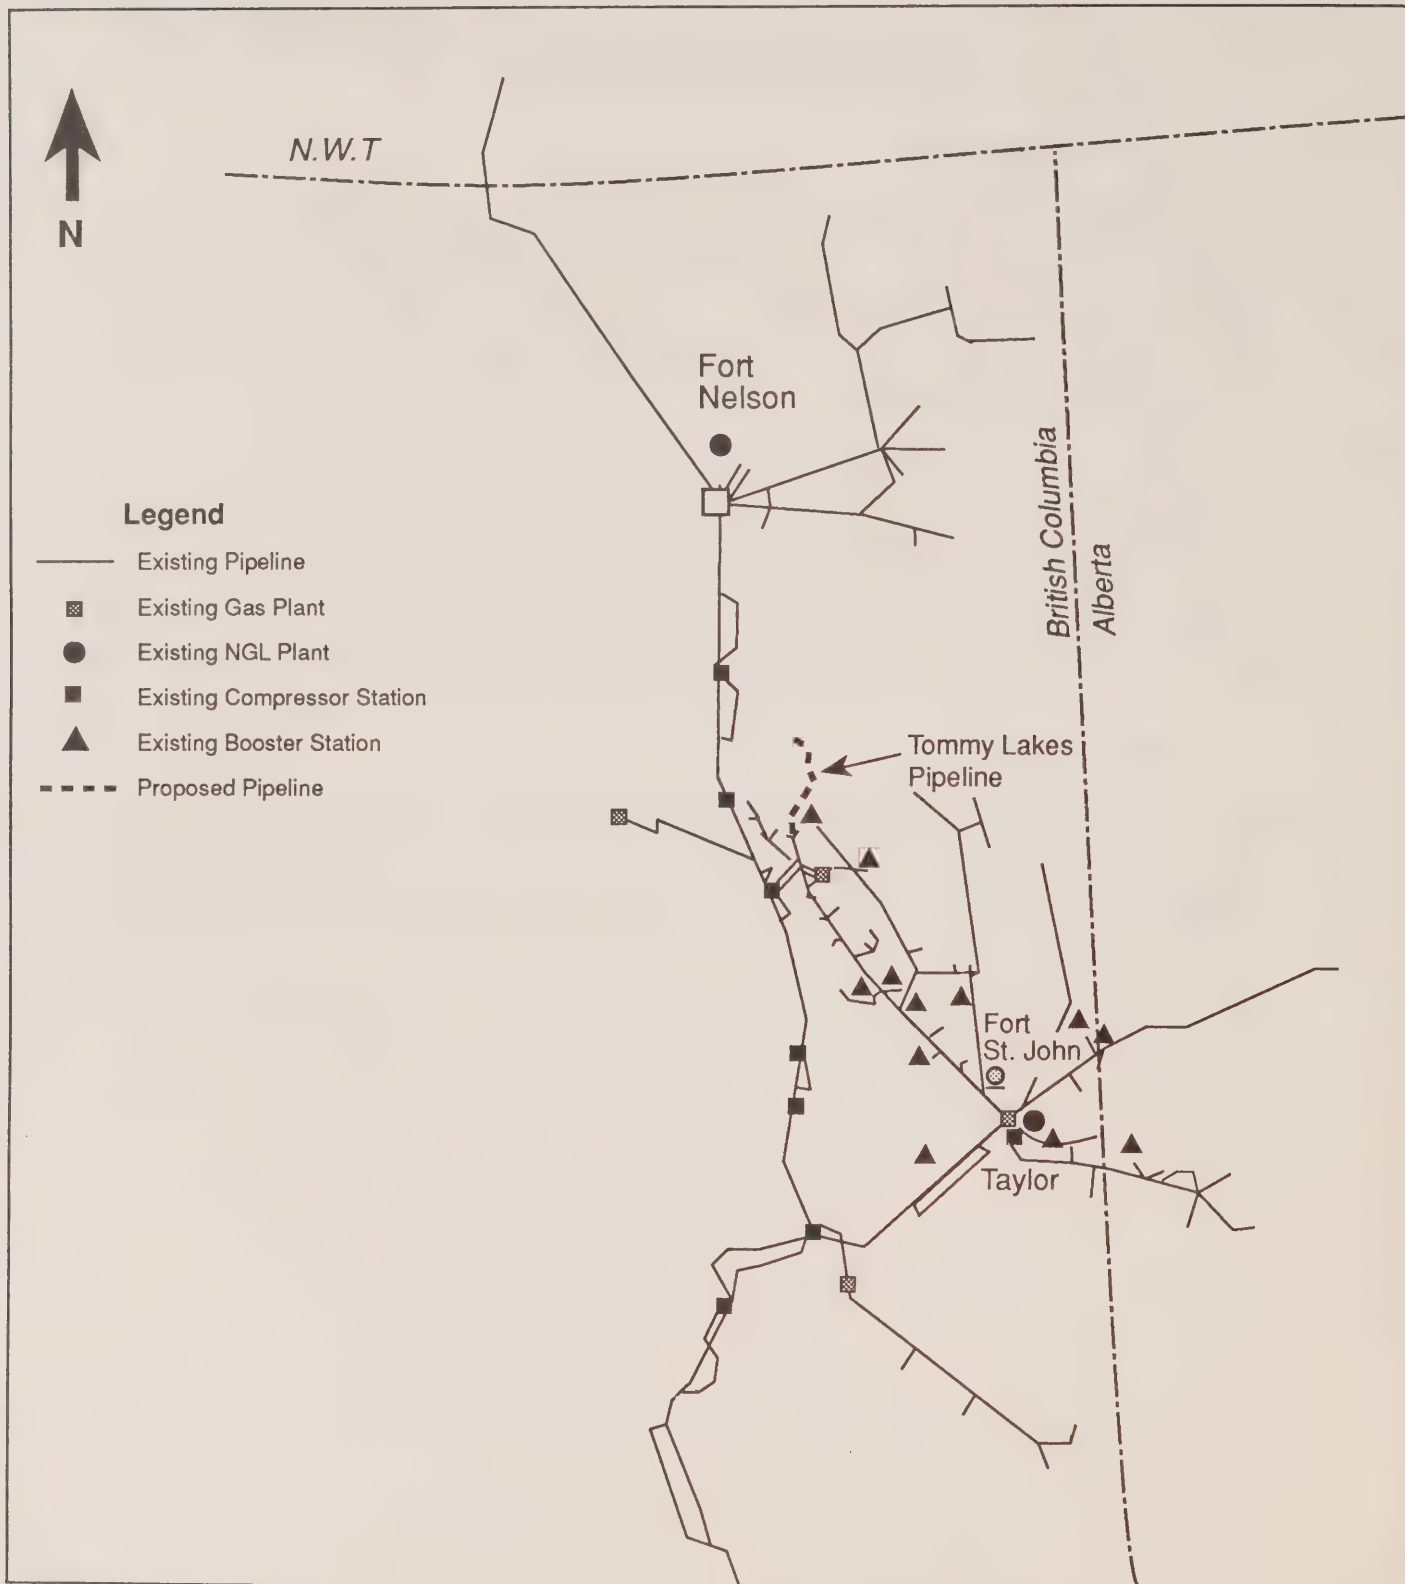 N.W.T
N
Fort
Nelson
British Columbia
Alberta
Legend
Existing Pipeline
Existing Gas Plant
Existing NGL Plant
Existing Compressor Station
Existing Booster Station
Proposed Pipeline
Tommy Lakes
Pipeline
Fort
St. John
Taylor